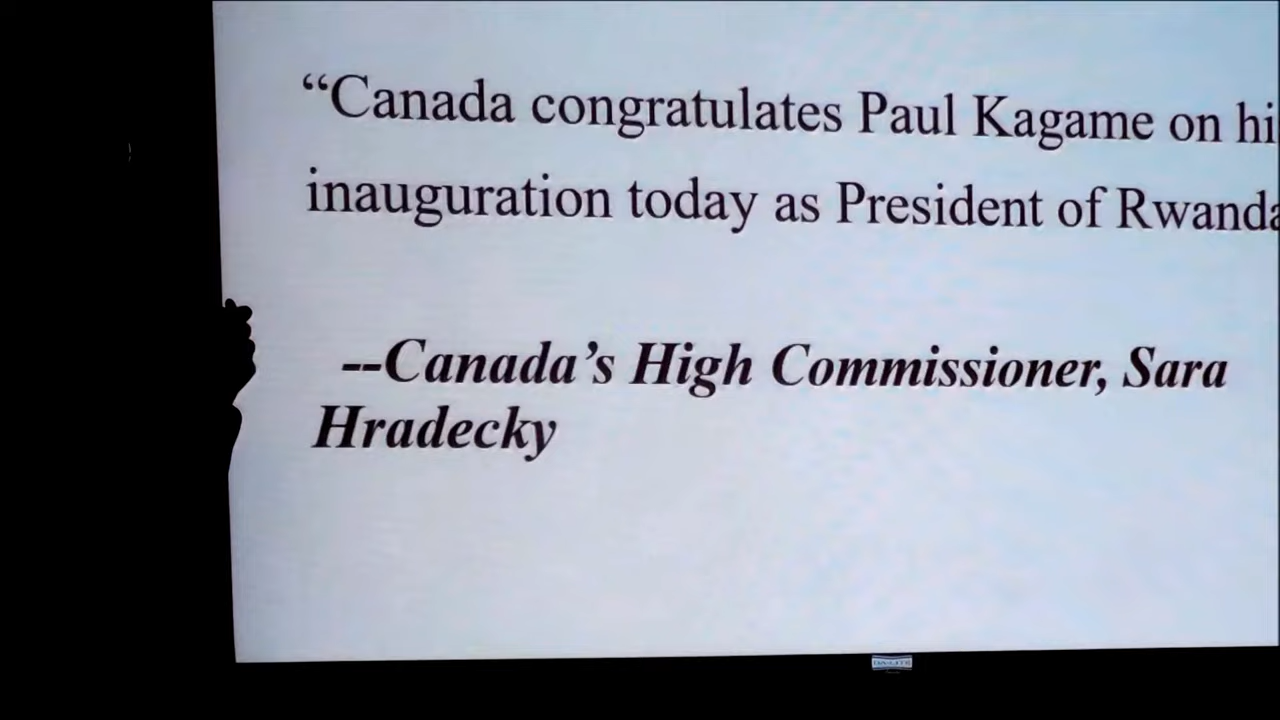 “Canada congratulates Paul Kagame on hi
inauguration today as President of Rwanda
--Canada’s High Commissioner, Sara
Hradecky